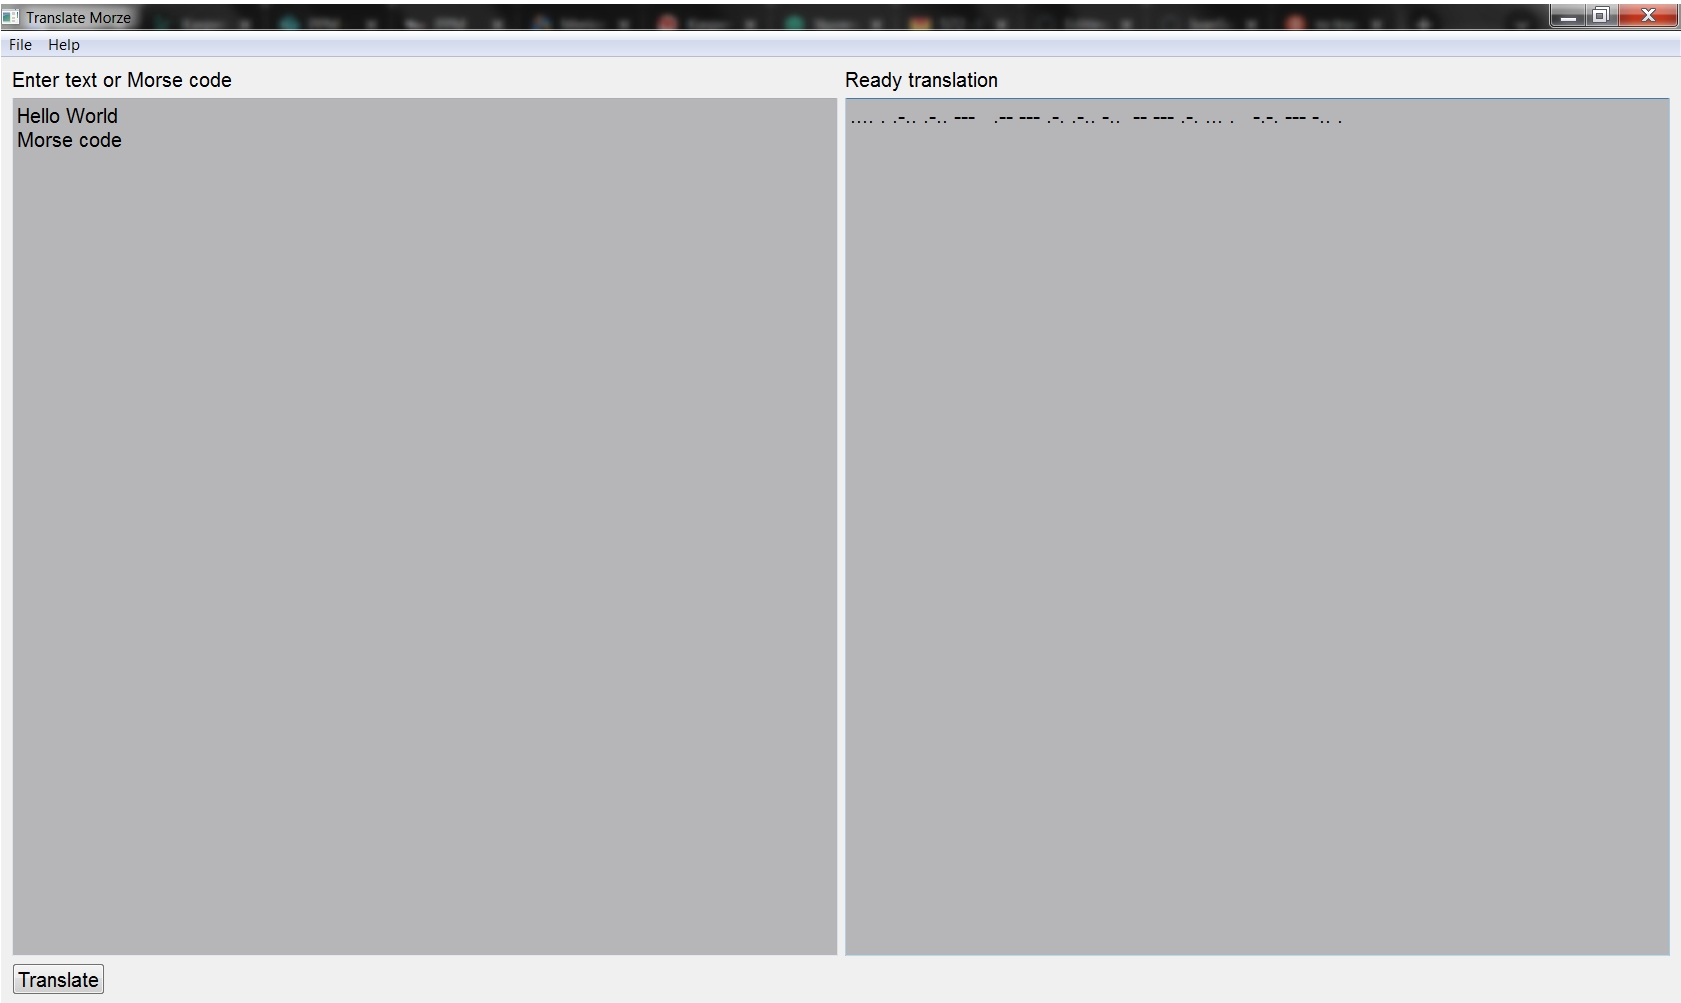 Translate Morze
File Help
Enter text or Morse code
Ready translation
Hello World
Morse code
.... . .-.. .-.. ---   .-- --- .-. .-.. -..  -- --- .-. ... .   -.-. --- -.. .
Translate